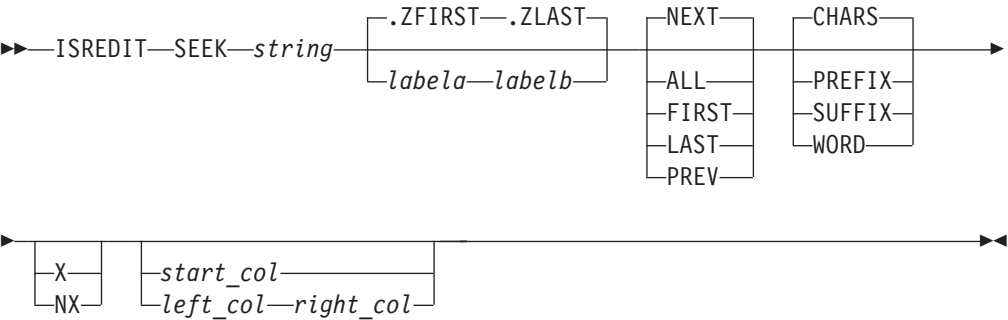 .ZFIRST .ZLAST NEXT CHARS
ISREDIT SEEK string
labela labelb ALL PREFIX
FIRST SUFFIX
LAST WORD
PREV
X start_col
NX left_col right_col